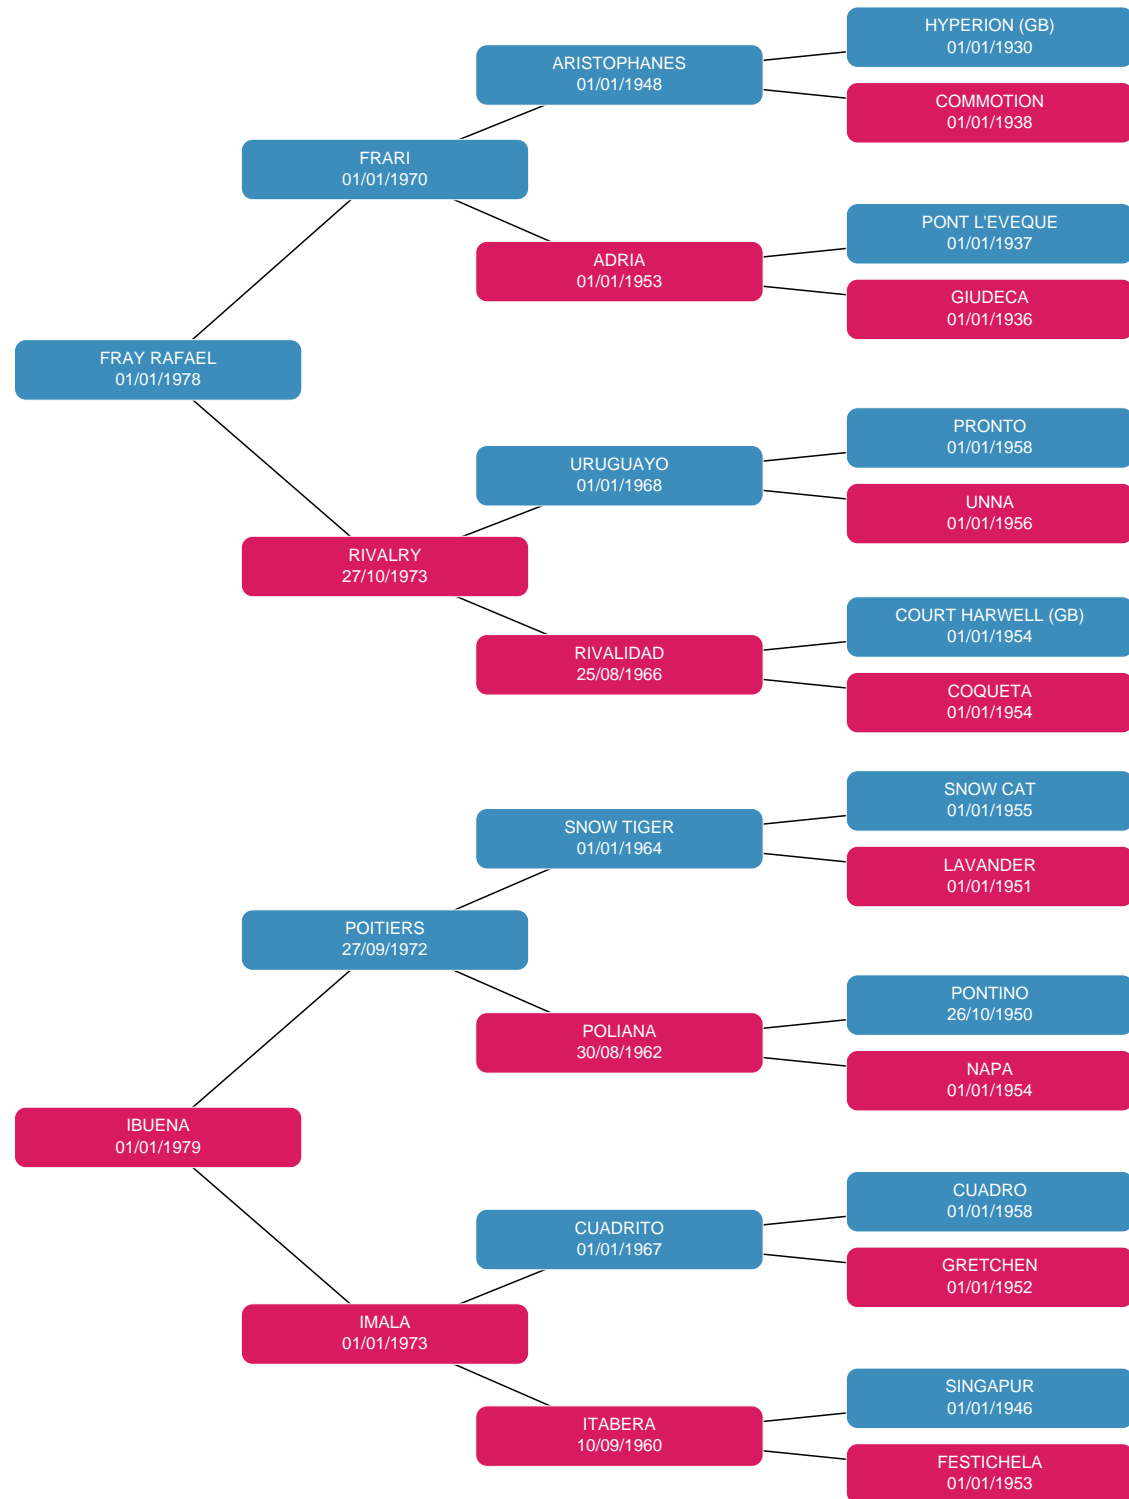 HYPERION (GB)
01/01/1930
ARISTOPHANES
01/01/1948
COMMOTION
01/01/1938
FRARI
01/01/1970
PONT L'EVEQUE
01/01/1937
ADRIA
01/01/1953
GIUDECA
01/01/1936
FRAY RAFAEL
01/01/1978
PRONTO
01/01/1958
URUGUAYO
01/01/1968
UNNA
01/01/1956
RIVALRY
27/10/1973
COURT HARWELL (GB)
01/01/1954
RIVALIDAD
25/08/1966
COQUETA
01/01/1954
SNOW CAT
01/01/1955
SNOW TIGER
01/01/1964
LAVANDER
01/01/1951
POITIERS
27/09/1972
PONTINO
26/10/1950
POLIANA
30/08/1962
NAPA
01/01/1954
IBUENA
01/01/1979
CUADRO
01/01/1958
CUADRITO
01/01/1967
GRETCHEN
01/01/1952
IMALA
01/01/1973
SINGAPUR
01/01/1946
ITABERA
10/09/1960
FESTICHELA
01/01/1953